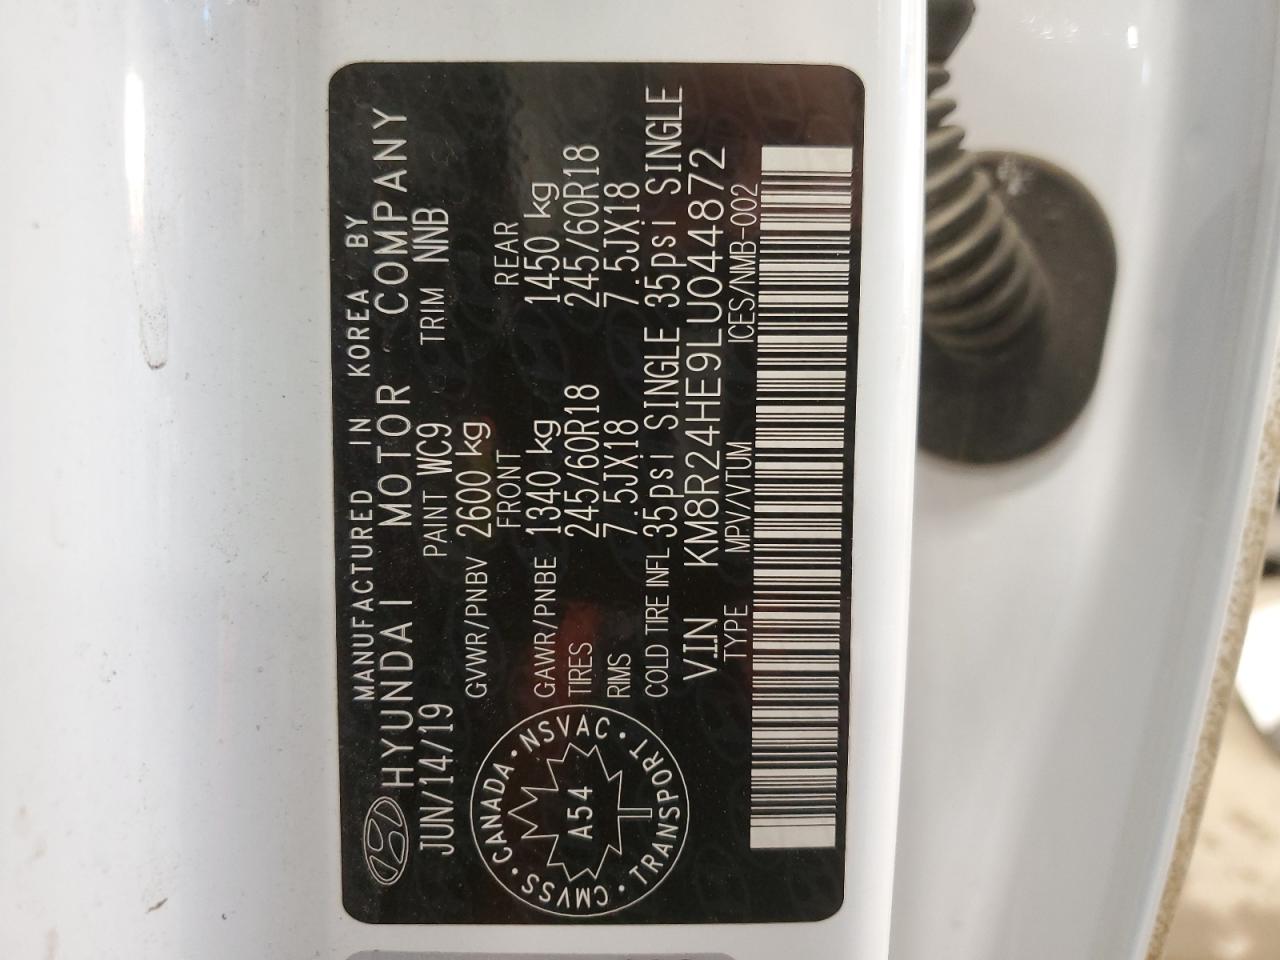 MANUFACTURED IN KOREA BY
HYUNDAI MOTOR COMPANY
JUN/14/19 PAINT WC9 TRIM NNB
GVWR/PNBV 2600 kg
FRONT REAR
GAWR/PNBE 1340 kg 1450 kg
TIRES 245/60R18 245/60R18
RIMS 7.5JX18 7.5JX18
COLD TIRE INFL 35psi SINGLE 35psi SINGLE
V.I.N KM8R24HE9LU044872
TYPE MPV/VTUM ICES/NMB-002
CMVSS • CANADA • NSVAC • TRANSPORT •
A54